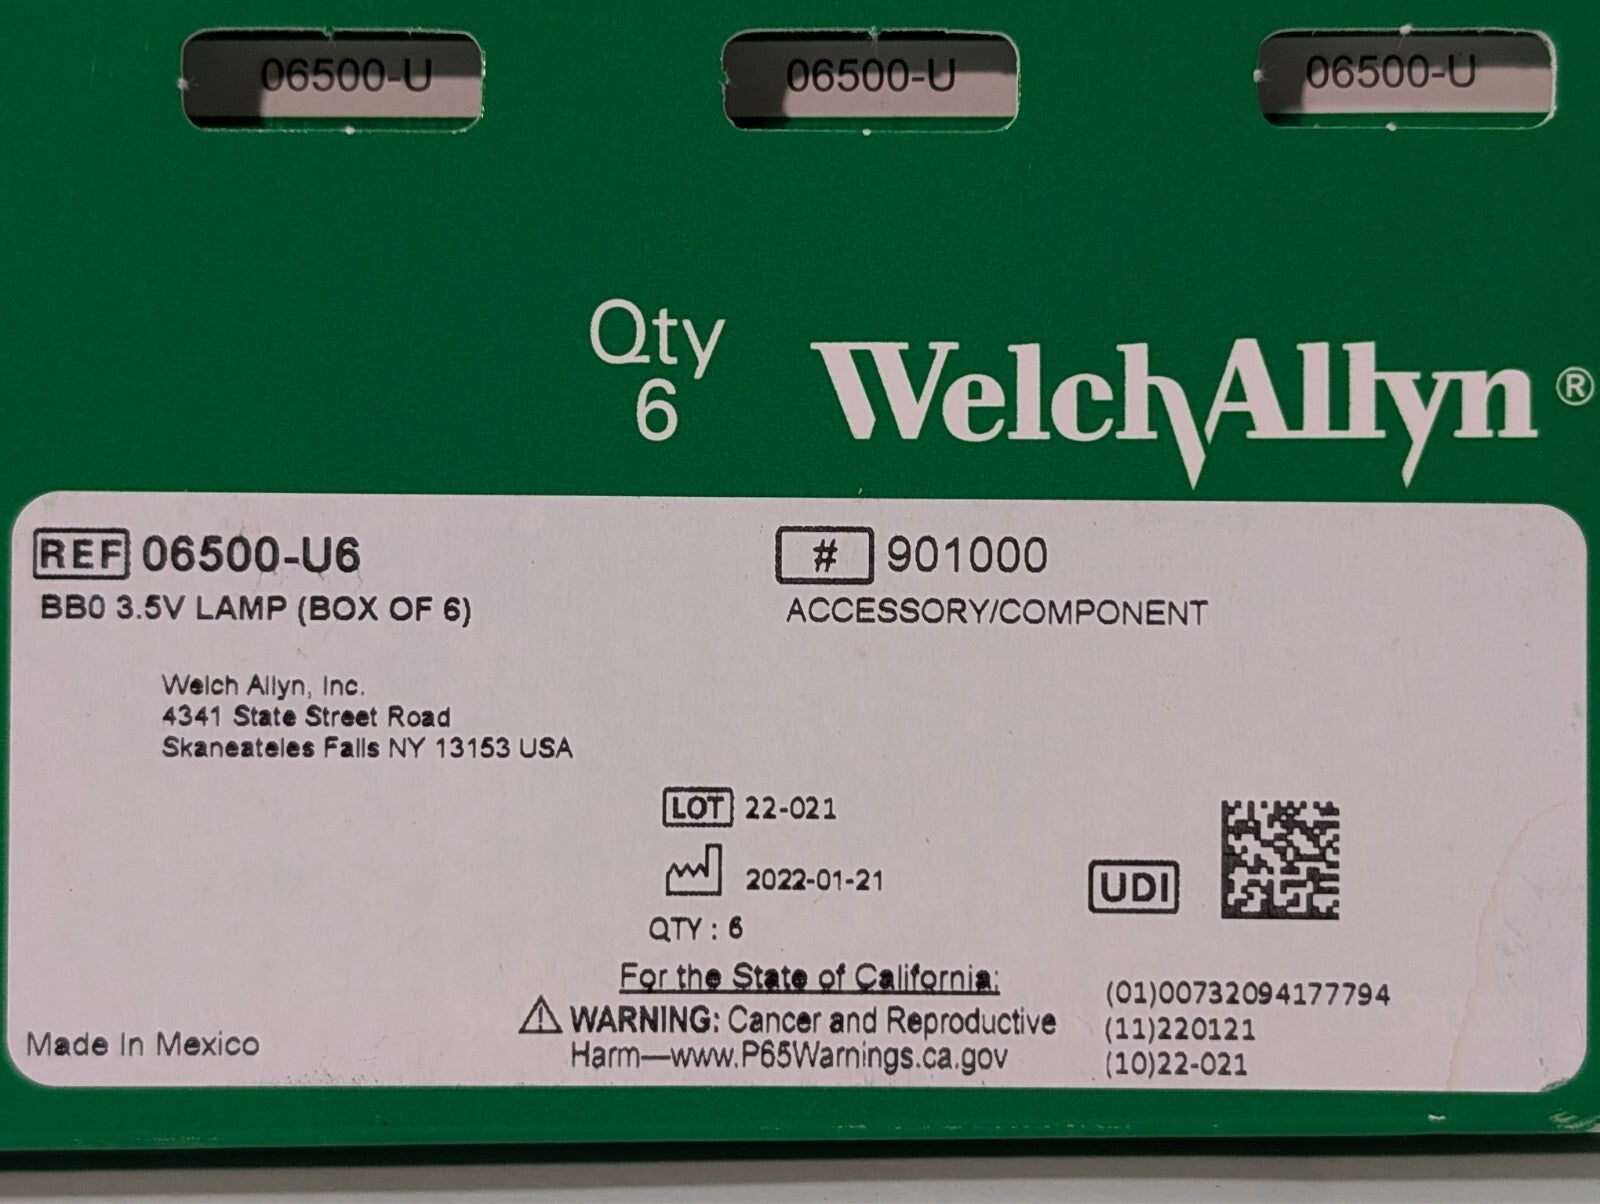 06500-U 06500-U 06500-U
Qty
6
WelchAllyn®
REF 06500-U6
BB0 3.5V LAMP (BOX OF 6)
# 901000
ACCESSORY/COMPONENT
Welch Allyn, Inc.
4341 State Street Road
Skaneateles Falls NY 13153 USA
LOT 22-021
2022-01-21
QTY : 6
UDI
For the State of California:
WARNING: Cancer and Reproductive
Harm—www.P65Warnings.ca.gov
(01)00732094177794
(11)220121
(10)22-021
Made In Mexico